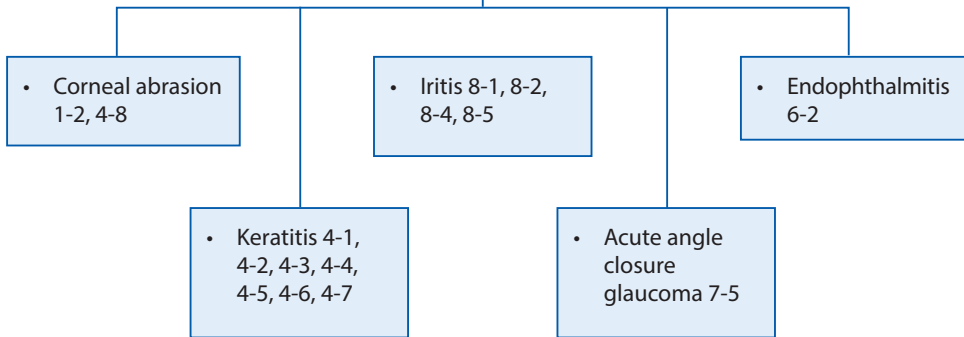 • Corneal abrasion
1-2, 4-8
• Iritis 8-1, 8-2,
8-4, 8-5
• Endophthalmitis
6-2
• Keratitis 4-1,
4-2, 4-3, 4-4,
4-5, 4-6, 4-7
• Acute angle
closure
glaucoma 7-5